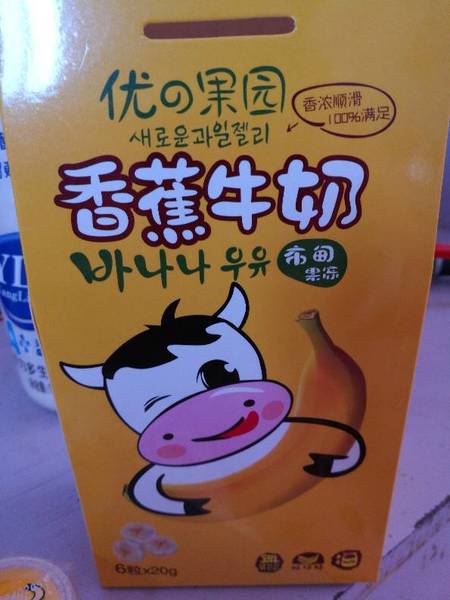 优の果园
香浓顺滑
100%满足
새로운과일젤리
香蕉牛奶
바나나 우유
布甸
果冻
6粒x20g